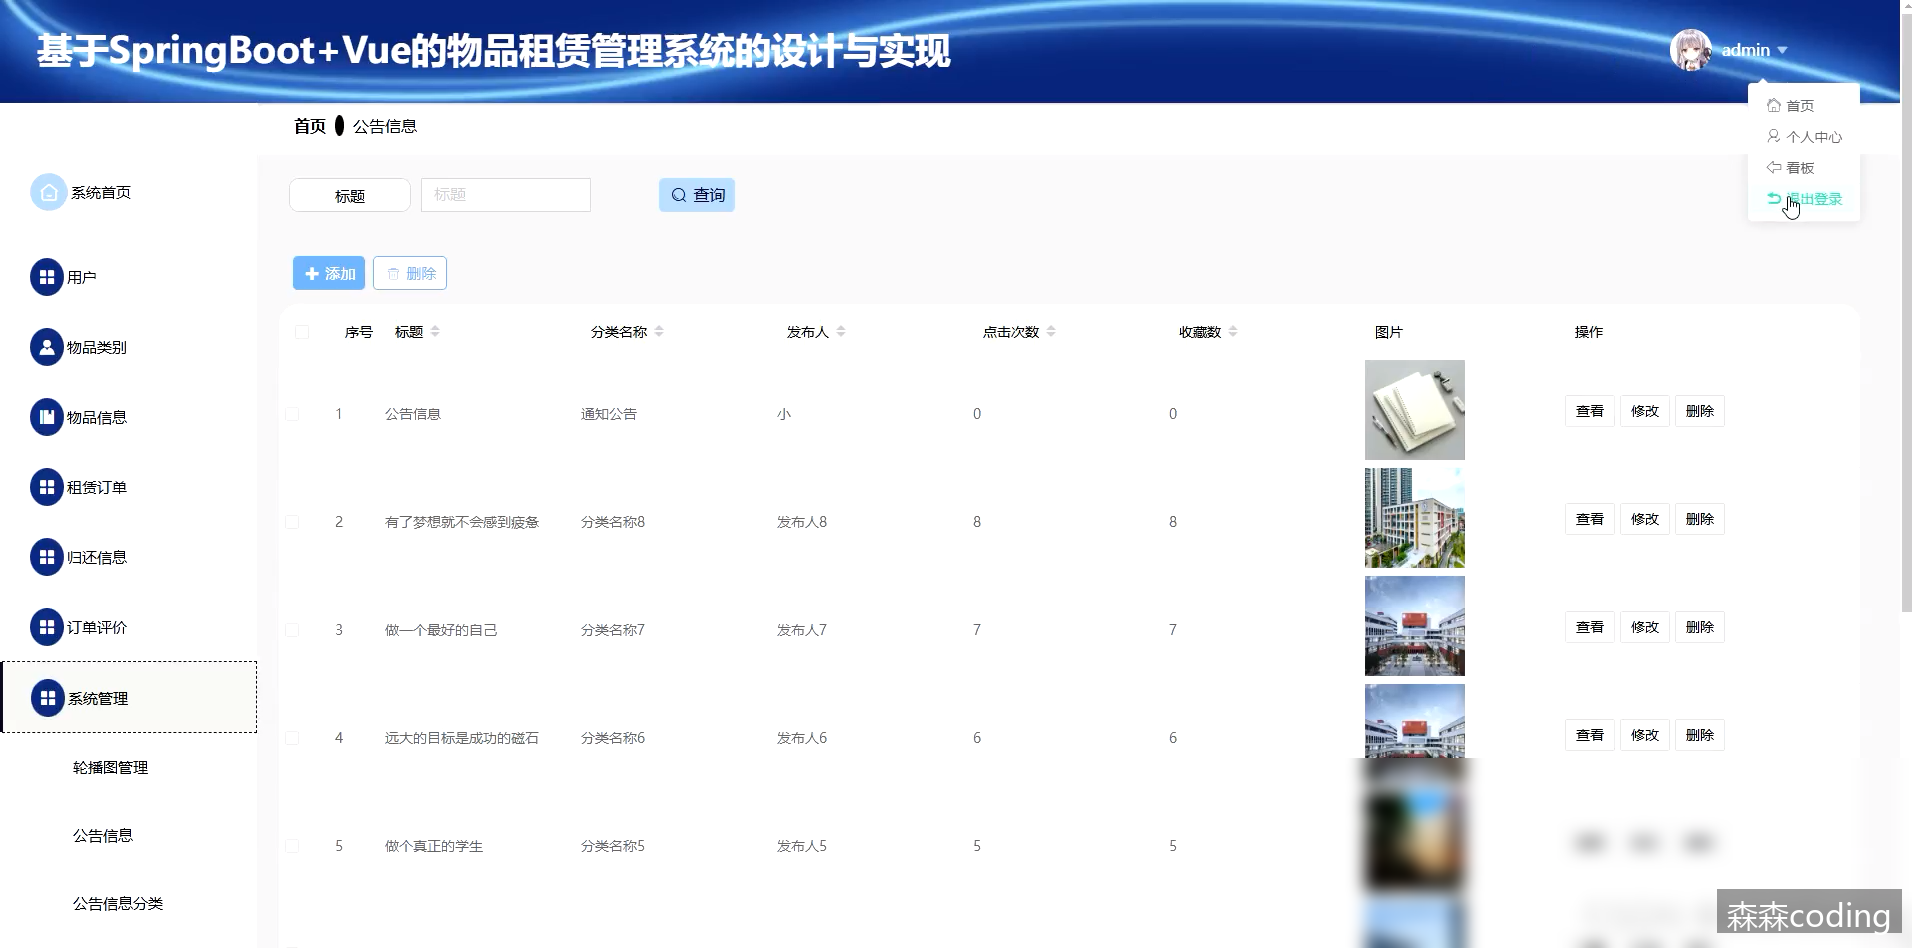 基于SpringBoot+Vue的物品租赁管理系统的设计与实现
admin
首页
个人中心
看板
退出登录
首页 公告信息
系统首页
用户
物品类别
物品信息
租赁订单
归还信息
订单评价
系统管理
轮播图管理
公告信息
公告信息分类
标题 标题 查询
添加 删除
序号 标题 分类名称 发布人 点击次数 收藏数 图片 操作
1 公告信息 通知公告 小 0 0 查看 修改 删除
2 有了梦想就不会感到疲惫 分类名称8 发布人8 8 8 查看 修改 删除
3 做一个最好的自己 分类名称7 发布人7 7 7 查看 修改 删除
4 远大的目标是成功的磁石 分类名称6 发布人6 6 6 查看 修改 删除
5 做个真正的学生 分类名称5 发布人5 5 5
森森coding